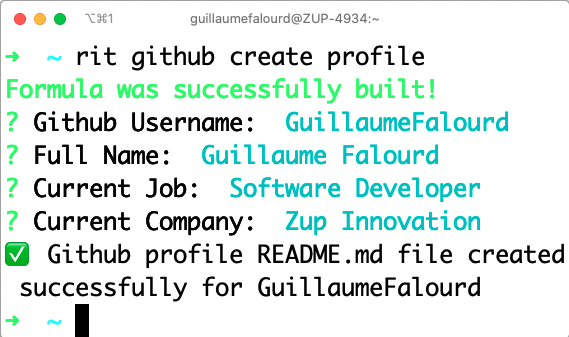 ⌥⌘1 guillaumefalourd@ZUP-4934:~
➜ ~ rit github create profile
Formula was successfully built!
? Github Username: GuillaumeFalourd
? Full Name: Guillaume Falourd
? Current Job: Software Developer
? Current Company: Zup Innovation
✅ Github profile README.md file created
successfully for GuillaumeFalourd
➜ ~